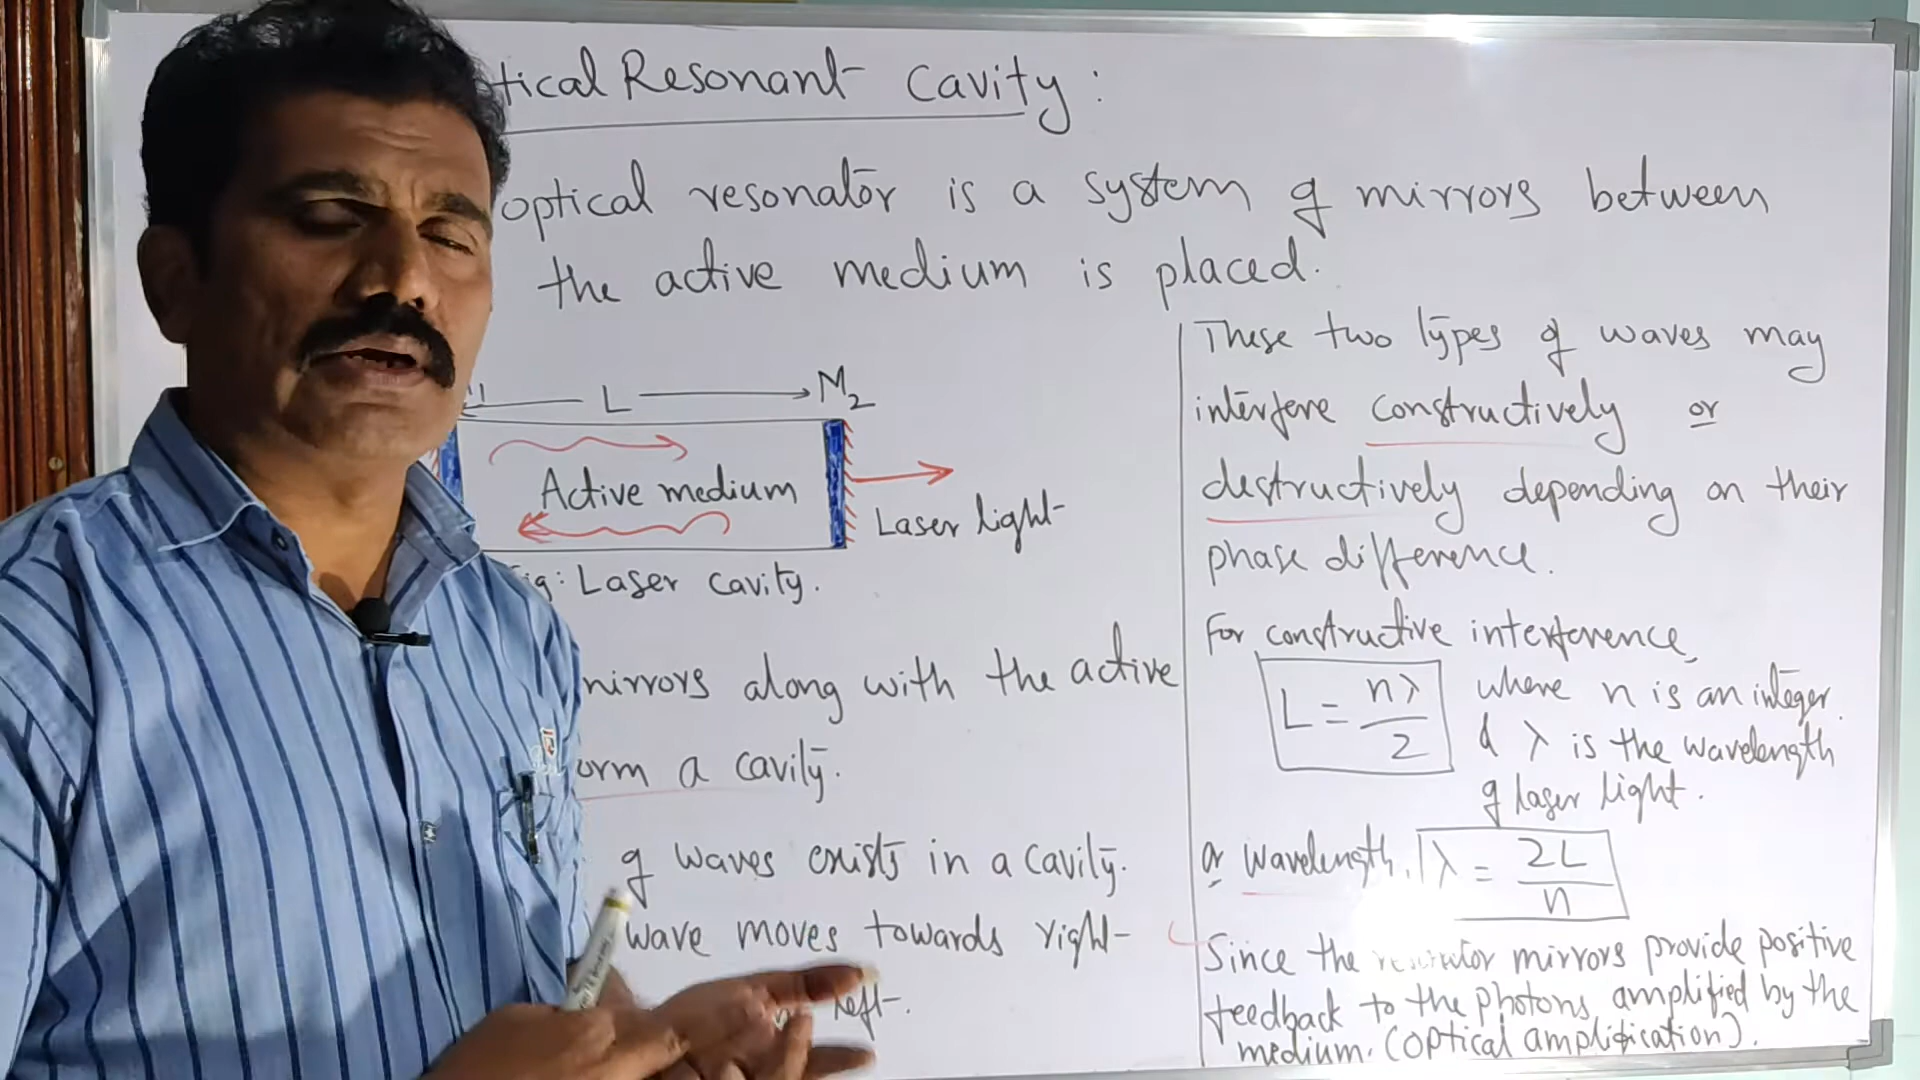 tical Resonant Cavity :
optical resonator is a system of mirrors between
the active medium is placed.
L M2
Active medium
Laser light
Fig: Laser cavity.
mirrors along with the active
form a cavity.
of waves exists in a cavity.
wave moves towards right
left.
These two types of waves may
interfere constructively or
destructively depending on their
phase difference.
For constructive interference,
L = nλ/2 where n is an integer.
& λ is the wavelength
of laser light.
or wavelength, λ = 2L/n
Since the resonator mirrors provide positive
feedback to the photons amplified by the
medium. (optical amplification).